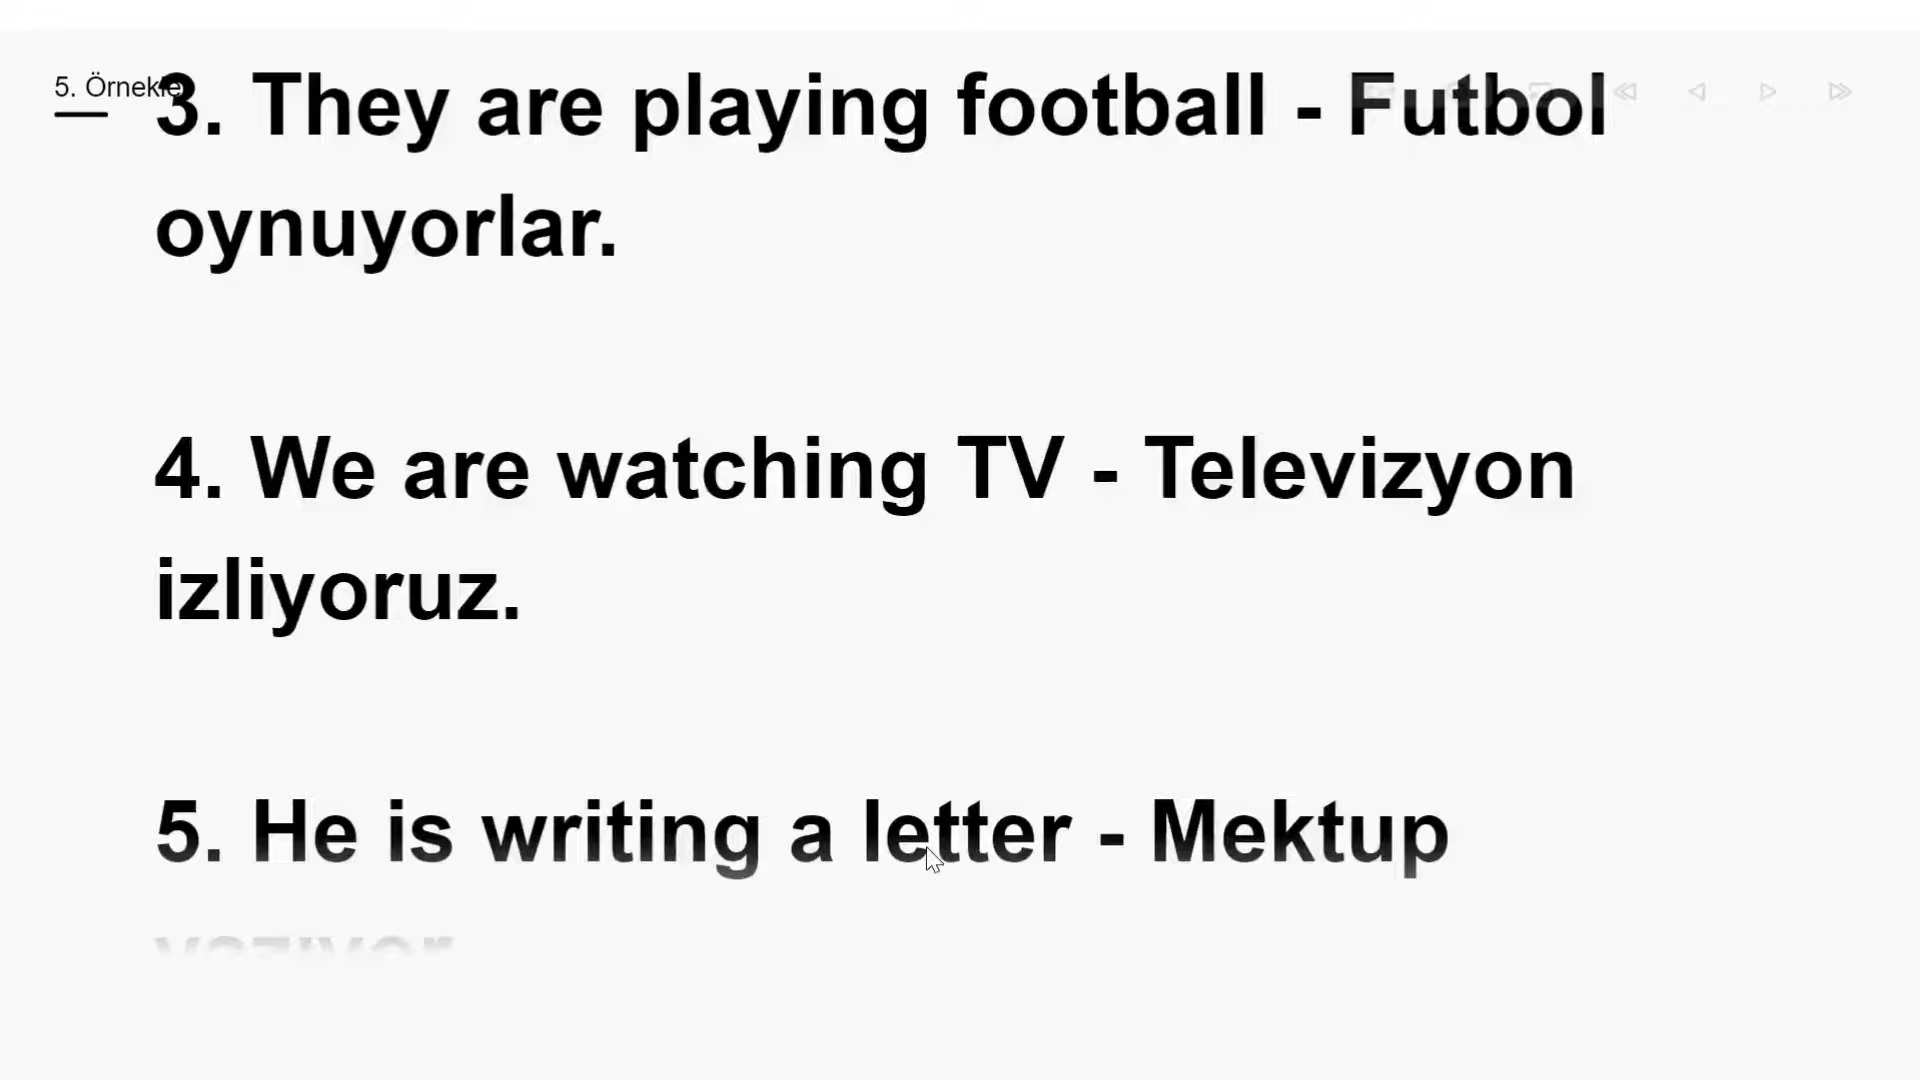 5. Örnekle
3. They are playing football - Futbol
oynuyorlar.
4. We are watching TV - Televizyon
izliyoruz.
5. He is writing a letter - Mektup